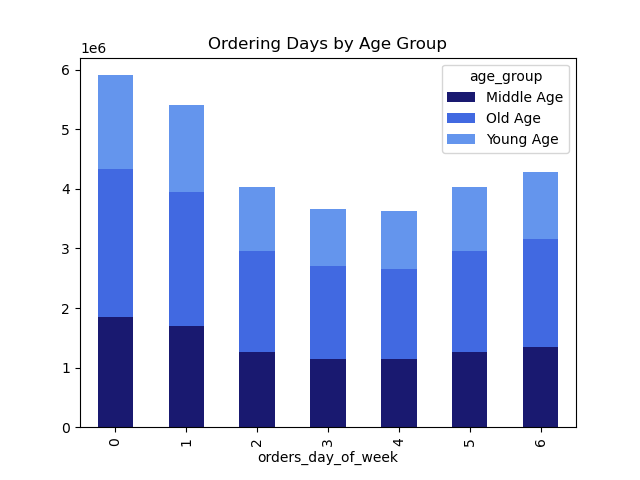 Ordering Days by Age Group
1e6
6
5
4
3
2
1
0
age_group
Middle Age
Old Age
Young Age
0 1 2 3 4 5 6
orders_day_of_week